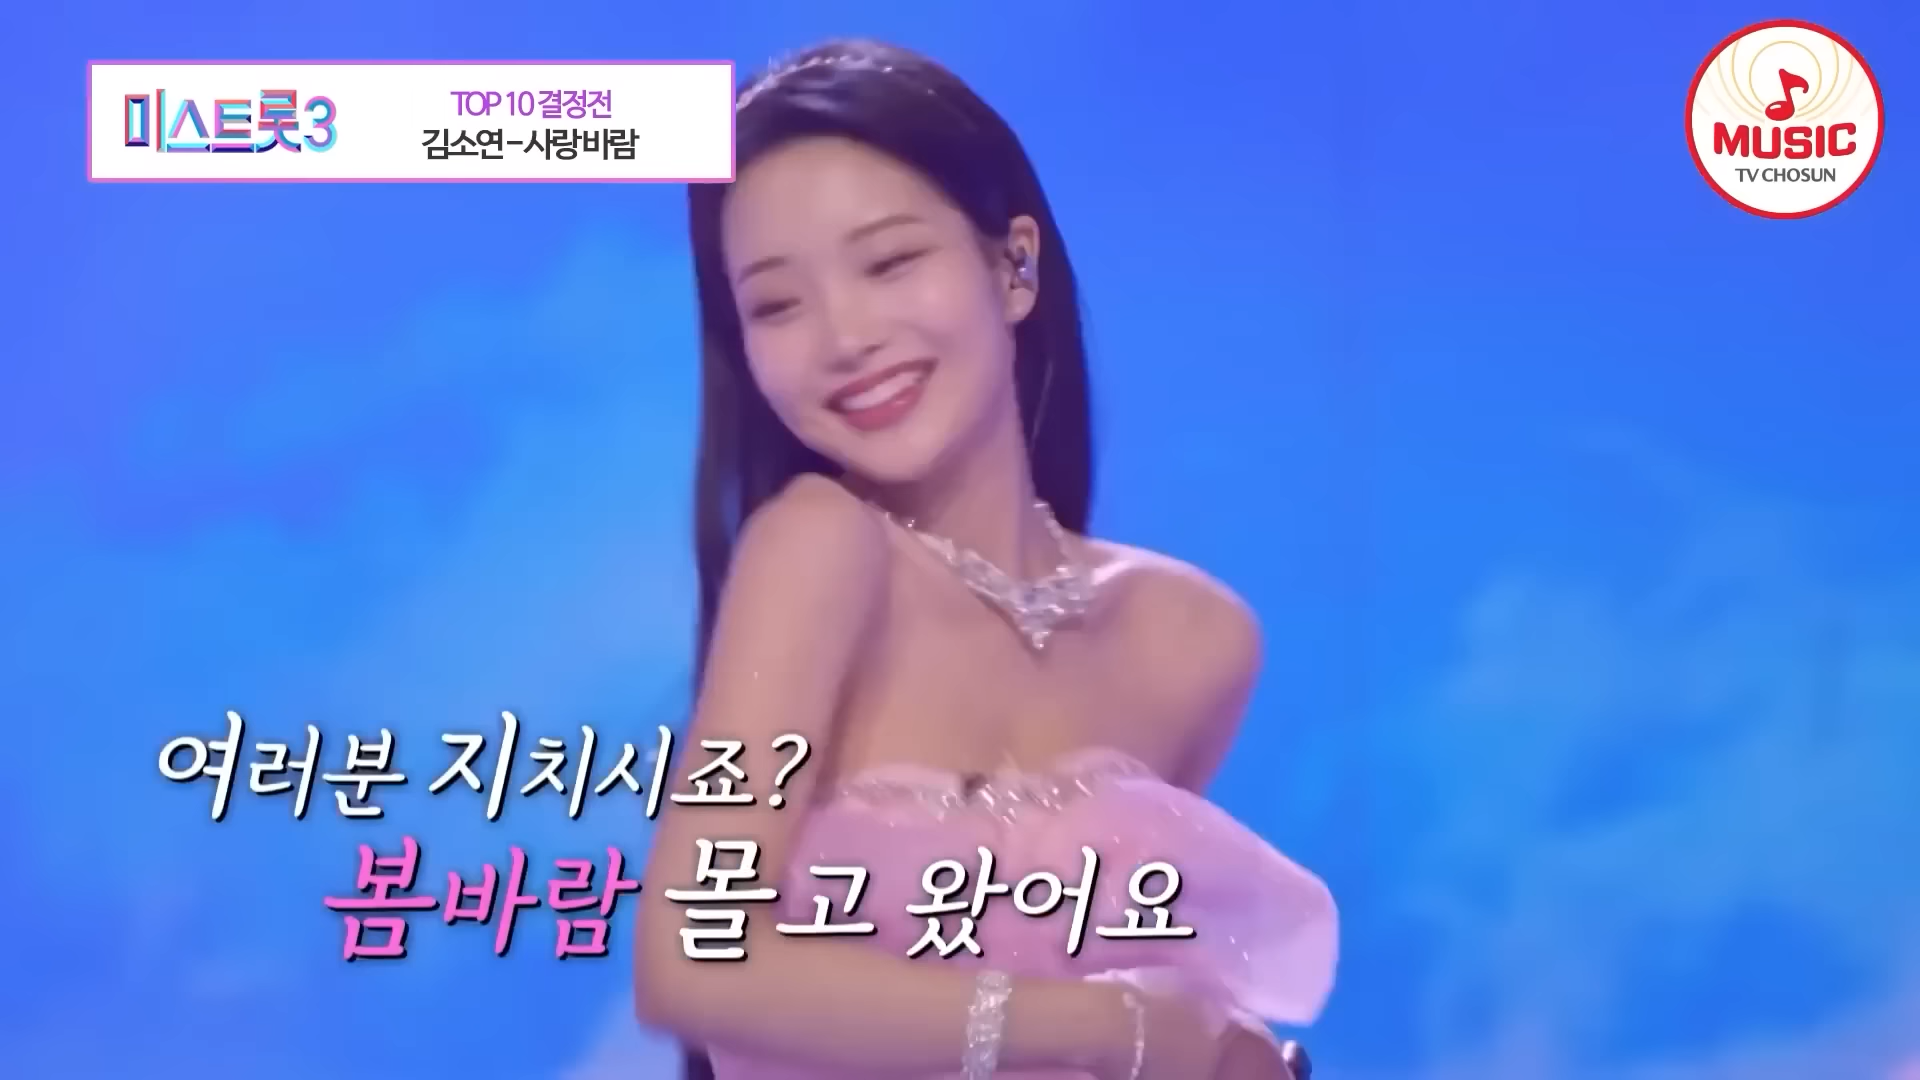 미스트롯3
TOP 10 결정전
김소연-사랑바람
MUSIC
TV CHOSUN
여러분 지치시죠?
봄바람 몰고 왔어요